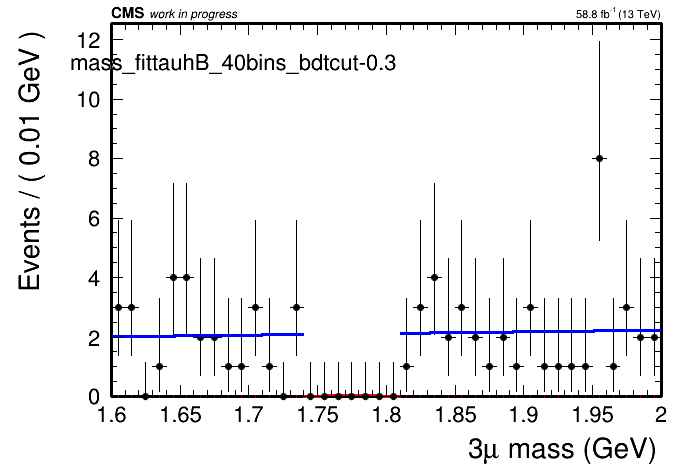 CMS work in progress
58.8 fb⁻¹ (13 TeV)
mass_fittauhB_40bins_bdtcut-0.3
Events / ( 0.01 GeV )
12
10
8
6
4
2
0
1.6 1.65 1.7 1.75 1.8 1.85 1.9 1.95 2
3μ mass (GeV)